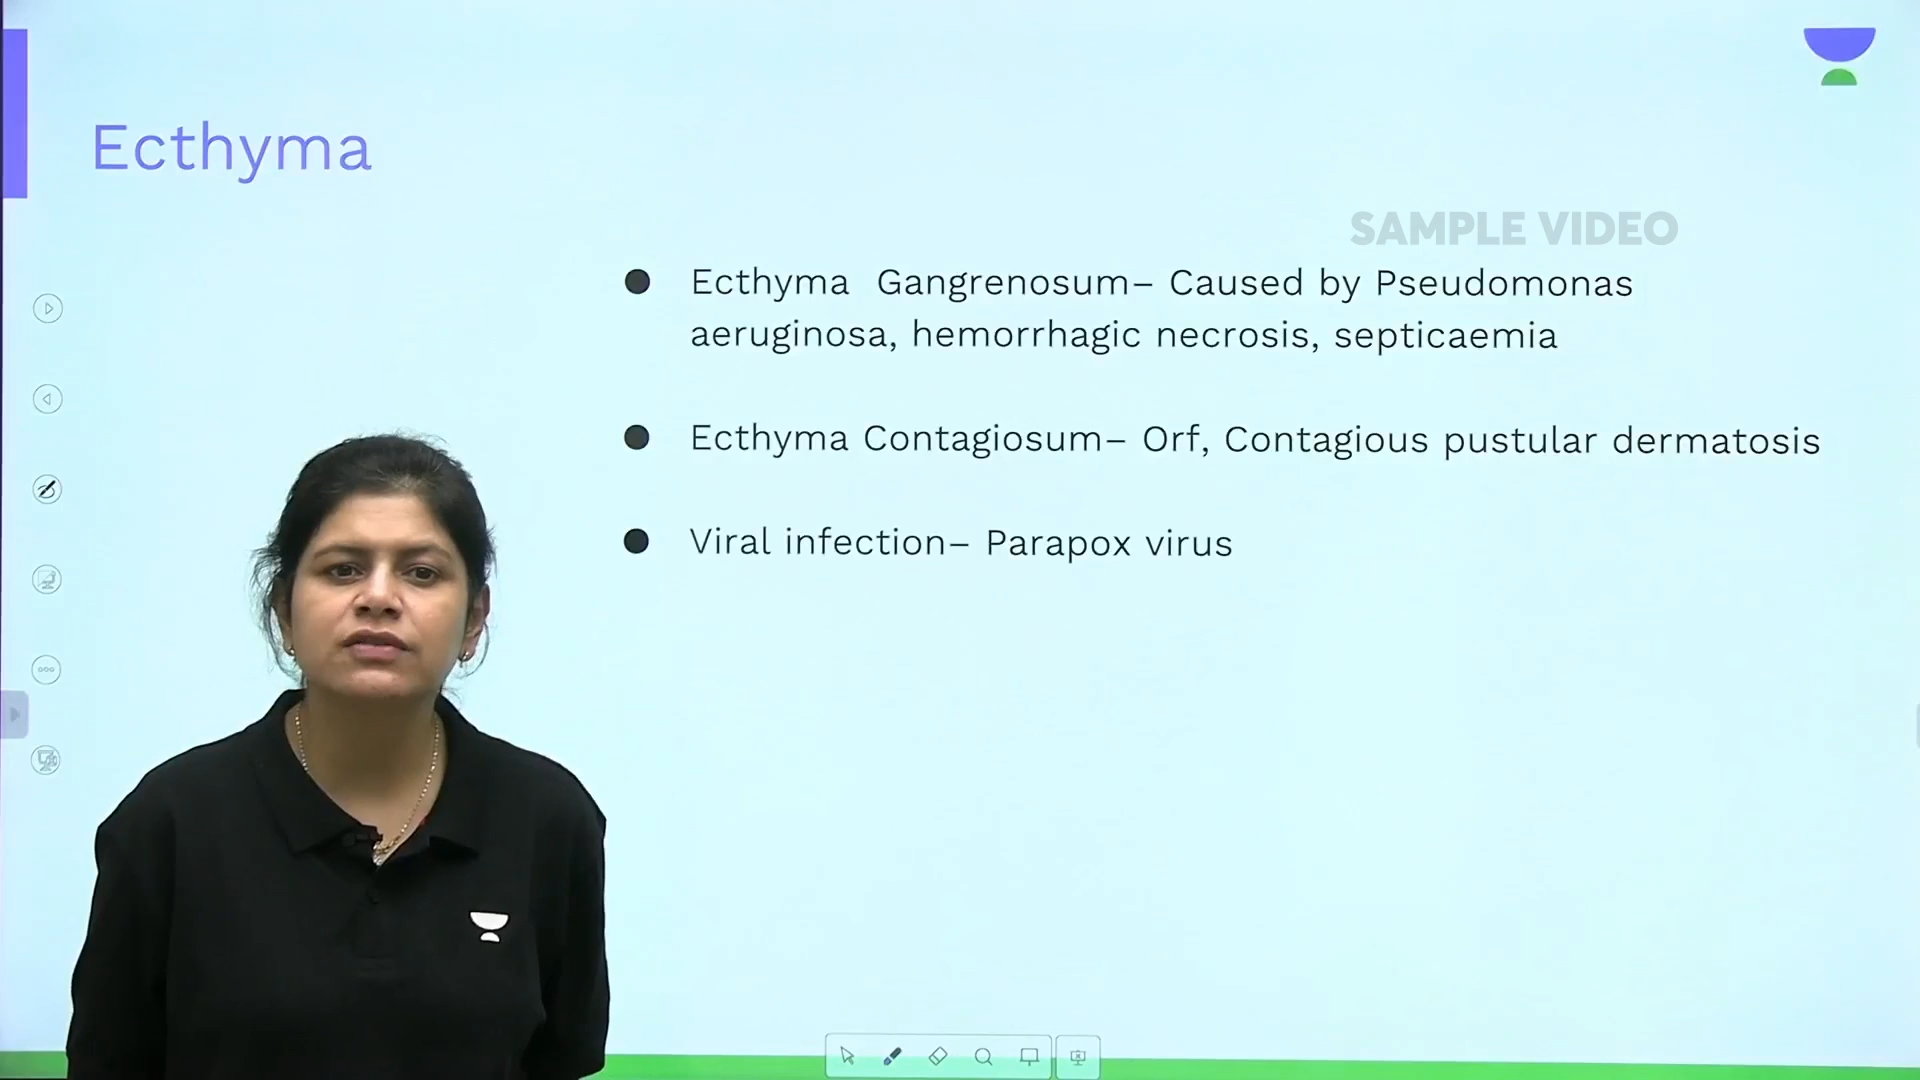 Ecthyma
SAMPLE VIDEO
● Ecthyma Gangrenosum– Caused by Pseudomonas
aeruginosa, hemorrhagic necrosis, septicaemia
● Ecthyma Contagiosum– Orf, Contagious pustular dermatosis
● Viral infection– Parapox virus